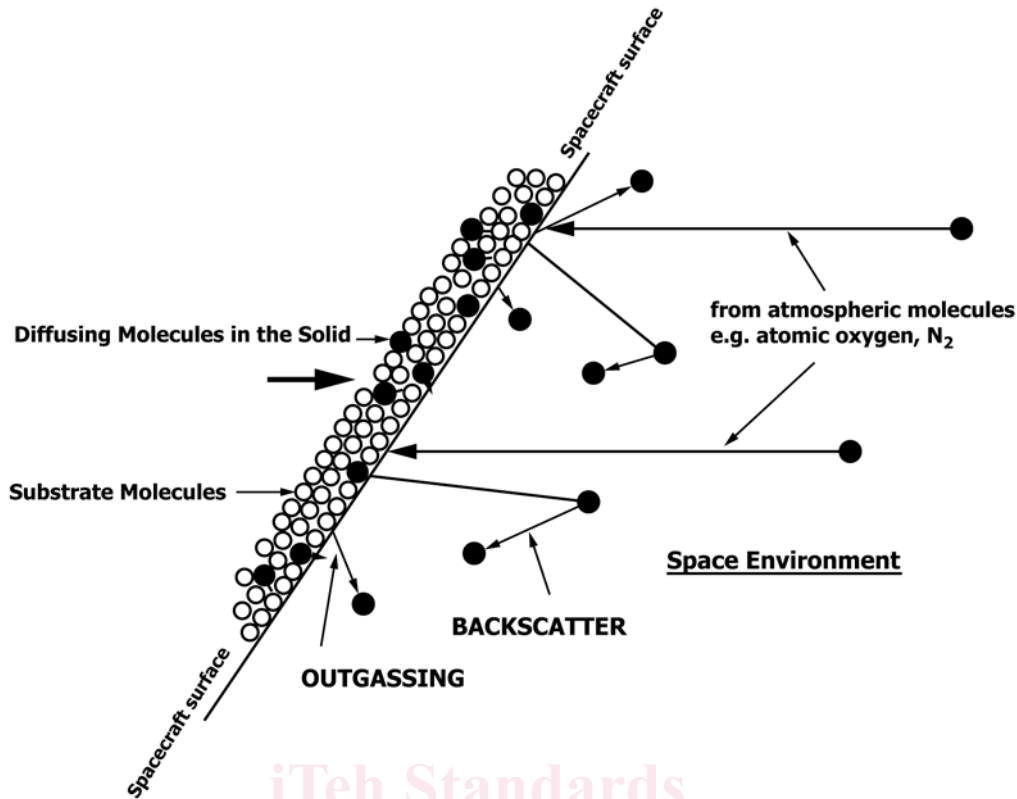 Spacecraft surface
from atmospheric molecules
e.g. atomic oxygen, N₂
Diffusing Molecules in the Solid
Substrate Molecules
Space Environment
BACKSCATTER
OUTGASSING
Spacecraft surface
iTeh Standards